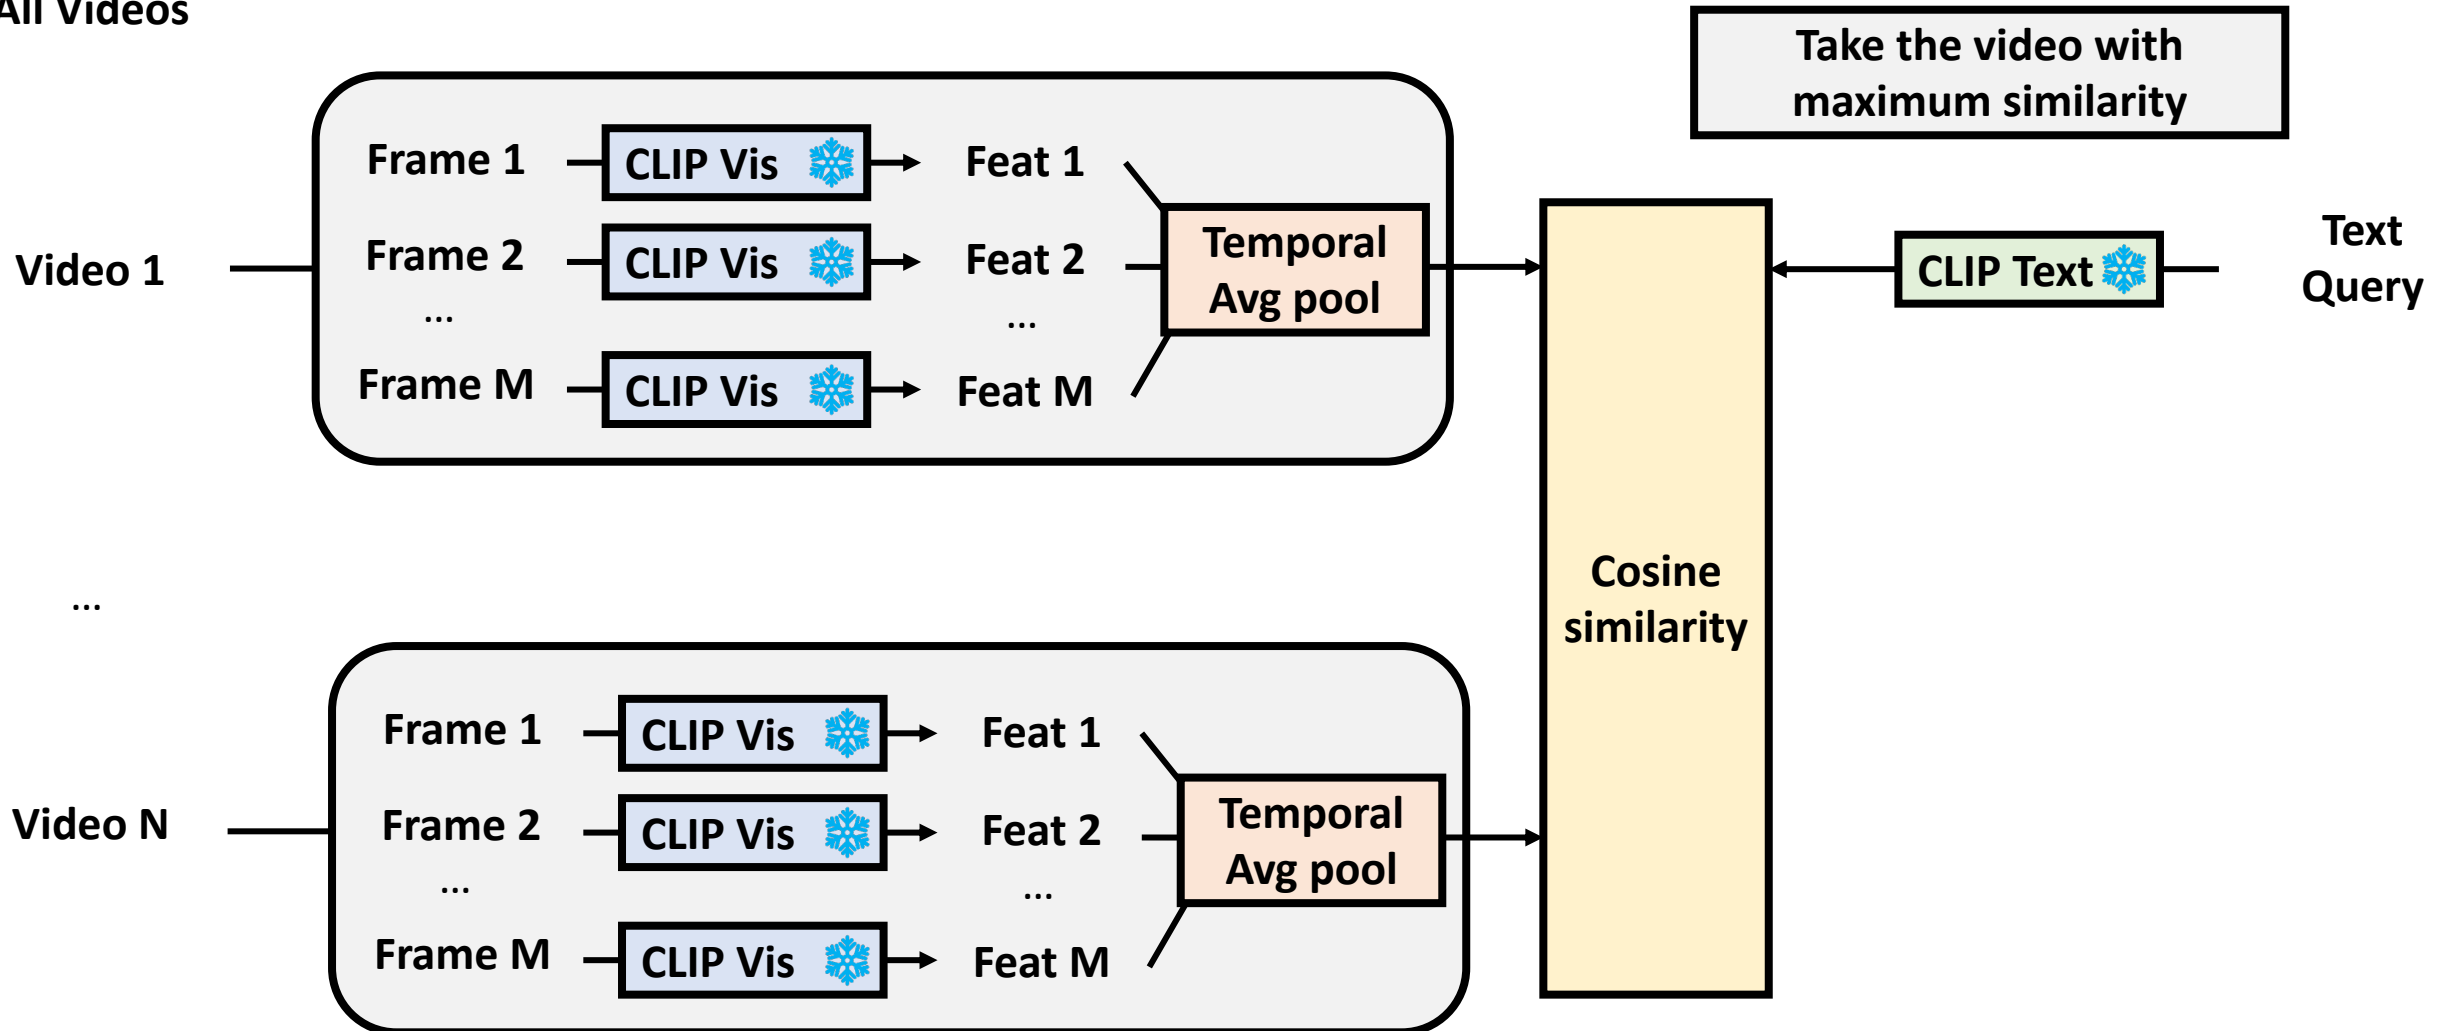 All Videos
Take the video with
maximum similarity
Video 1
Frame 1
CLIP Vis
Feat 1
Frame 2
CLIP Vis
Feat 2
...
...
Frame M
CLIP Vis
Feat M
Temporal
Avg pool
CLIP Text
Text
Query
...
Cosine
similarity
Video N
Frame 1
CLIP Vis
Feat 1
Frame 2
CLIP Vis
Feat 2
...
...
Frame M
CLIP Vis
Feat M
Temporal
Avg pool